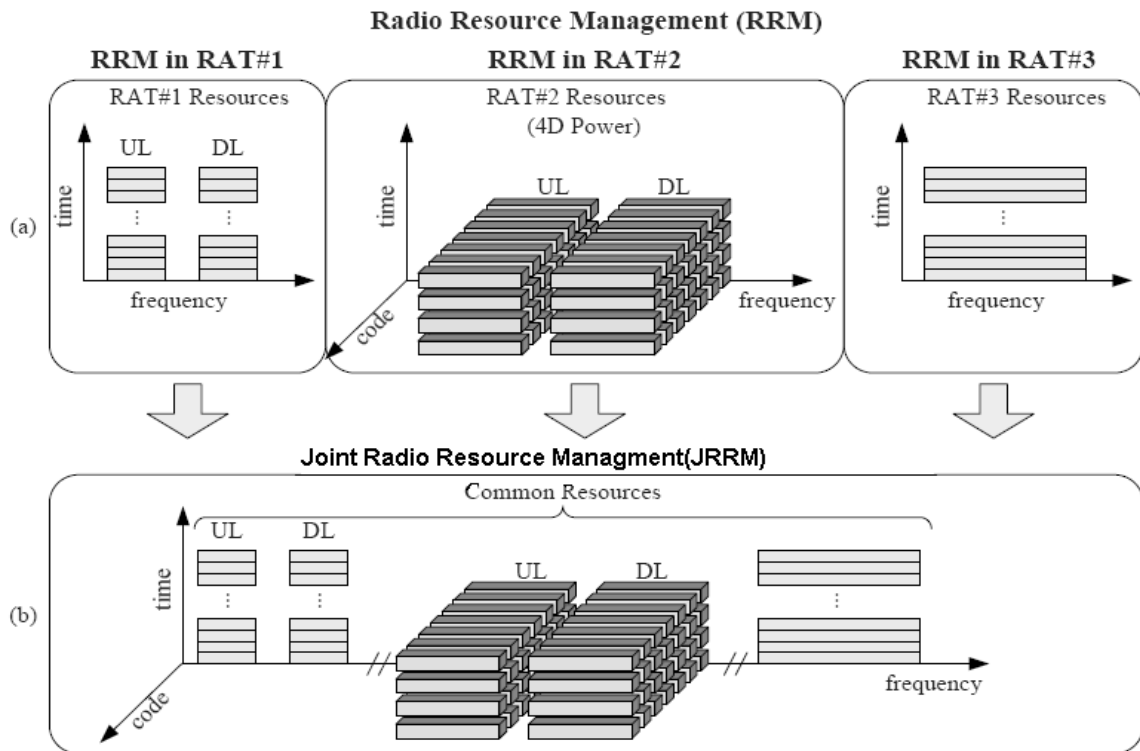 Radio Resource Management (RRM)
RRM in RAT#1
RRM in RAT#2
RRM in RAT#3
(a)
RAT#1 Resources
UL
DL
time
...
...
frequency
RAT#2 Resources
(4D Power)
time
UL
DL
frequency
code
RAT#3 Resources
time
...
frequency
Joint Radio Resource Managment(JRRM)
Common Resources
(b)
time
UL
DL
...
...
UL
DL
...
code
frequency